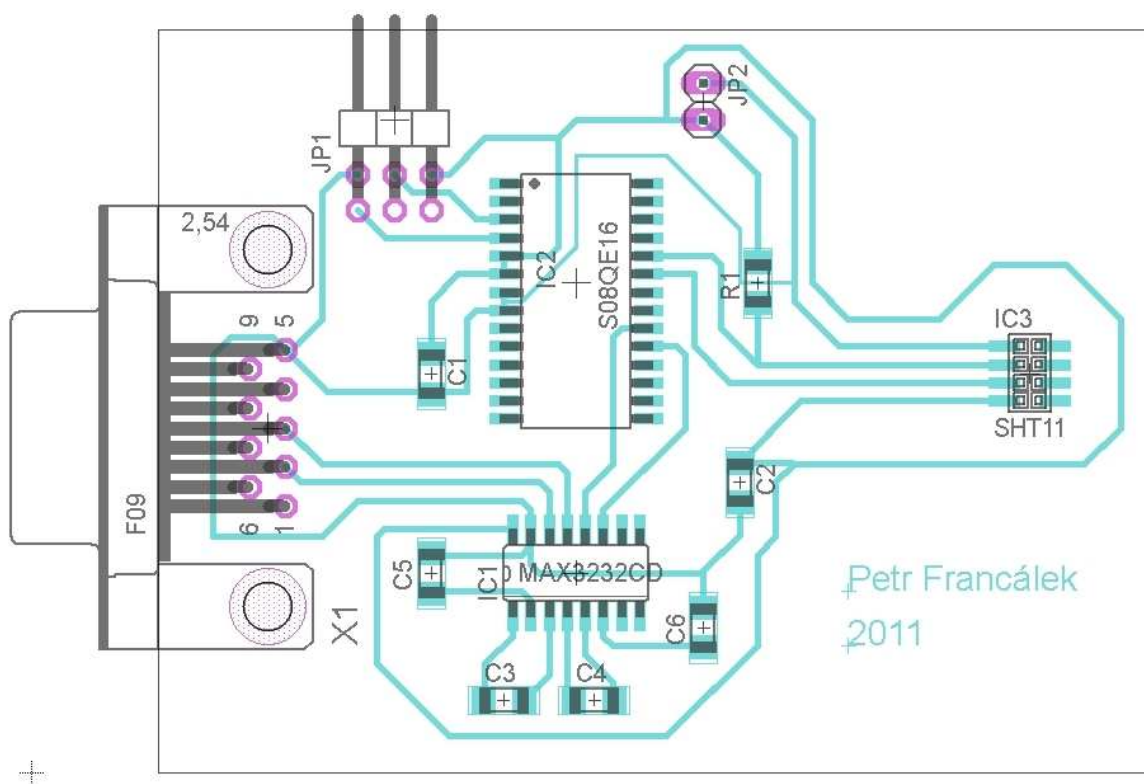 JP1
JP2
2,54
IC2
S08QE16
R1
9
5
C1
IC3
SHT11
F09
6
1
C2
C5
IC1
MAX3232CD
C6
X1
C3
C4
Petr Francálek
2011